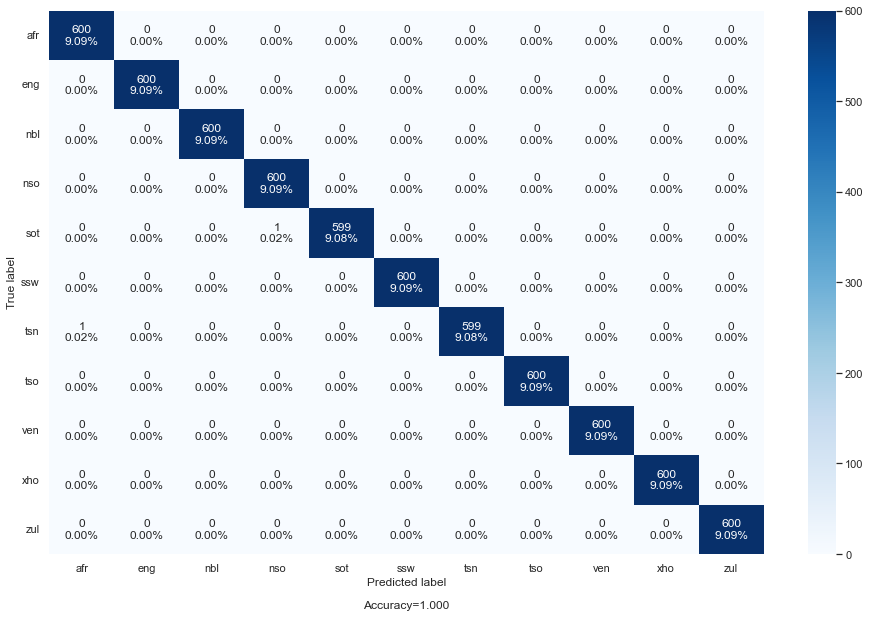 600 0 0 0 0 0 0 0 0 0 0 600
afr 9.09% 0.00% 0.00% 0.00% 0.00% 0.00% 0.00% 0.00% 0.00% 0.00% 0.00%
0 600 0 0 0 0 0 0 0 0 0
eng 0.00% 9.09% 0.00% 0.00% 0.00% 0.00% 0.00% 0.00% 0.00% 0.00% 0.00%
500
0 0 600 0 0 0 0 0 0 0 0
nbl 0.00% 0.00% 9.09% 0.00% 0.00% 0.00% 0.00% 0.00% 0.00% 0.00% 0.00%
0 0 0 600 0 0 0 0 0 0 0
nso 0.00% 0.00% 0.00% 9.09% 0.00% 0.00% 0.00% 0.00% 0.00% 0.00% 0.00%
400
0 0 0 1 599 0 0 0 0 0 0
sot 0.00% 0.00% 0.00% 0.02% 9.08% 0.00% 0.00% 0.00% 0.00% 0.00% 0.00%
True label
0 0 0 0 0 600 0 0 0 0 0
ssw 0.00% 0.00% 0.00% 0.00% 0.00% 9.09% 0.00% 0.00% 0.00% 0.00% 0.00%
300
1 0 0 0 0 0 599 0 0 0 0
tsn 0.02% 0.00% 0.00% 0.00% 0.00% 0.00% 9.08% 0.00% 0.00% 0.00% 0.00%
0 0 0 0 0 0 0 600 0 0 0
tso 0.00% 0.00% 0.00% 0.00% 0.00% 0.00% 0.00% 9.09% 0.00% 0.00% 0.00%
200
0 0 0 0 0 0 0 0 600 0 0
ven 0.00% 0.00% 0.00% 0.00% 0.00% 0.00% 0.00% 0.00% 9.09% 0.00% 0.00%
100
0 0 0 0 0 0 0 0 0 600 0
xho 0.00% 0.00% 0.00% 0.00% 0.00% 0.00% 0.00% 0.00% 0.00% 9.09% 0.00%
0 0 0 0 0 0 0 0 0 0 600
zul 0.00% 0.00% 0.00% 0.00% 0.00% 0.00% 0.00% 0.00% 0.00% 0.00% 9.09%
0
afr eng nbl nso sot ssw tsn tso ven xho zul
Predicted label
Accuracy=1.000